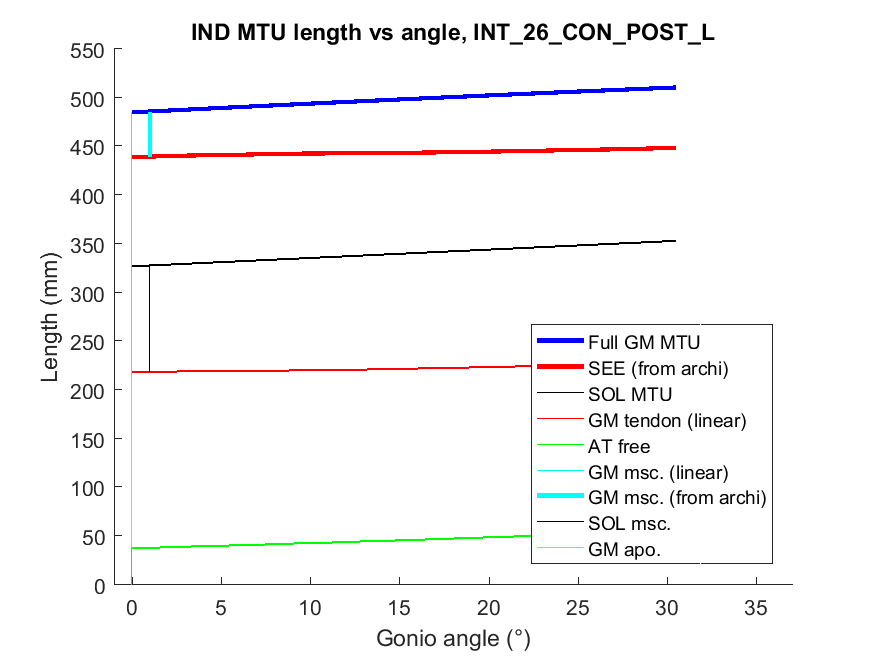 IND MTU length vs angle, INT_26_CON_POST_L
550
500
450
400
350
300
250
200
150
100
50
0
Length (mm)
Full GM MTU
SEE (from archi)
SOL MTU
GM tendon (linear)
AT free
GM msc. (linear)
GM msc. (from archi)
SOL msc.
GM apo.
0 5 10 15 20 25 30 35
Gonio angle (°)